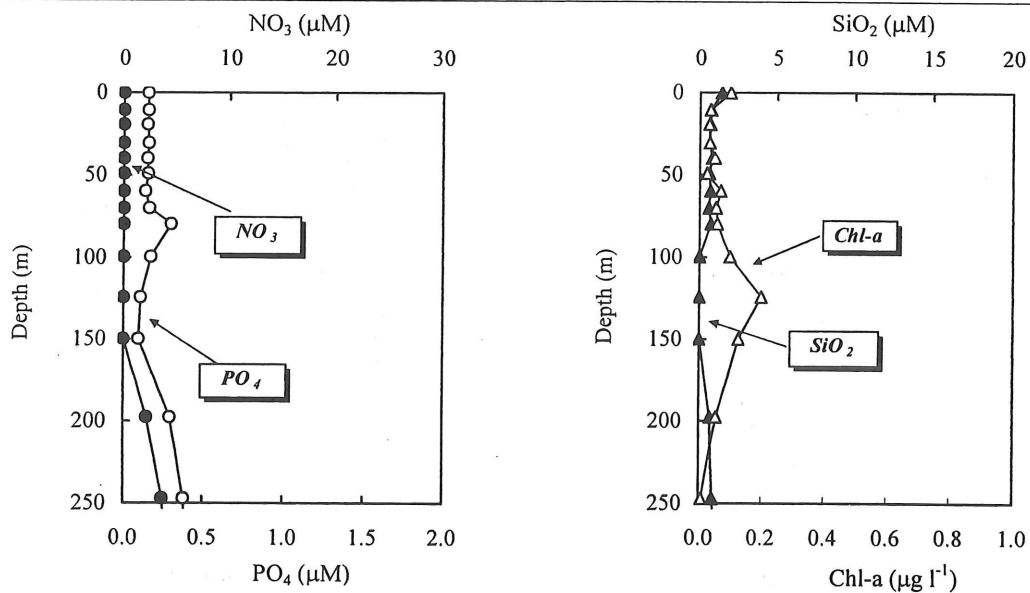 NO3 (μM)
0 10 20 30
0
50
100
150
200
250
Depth (m)
NO3
PO4
0.0 0.5 1.0 1.5 2.0
PO4 (μM)
SiO2 (μM)
0 5 10 15 20
0
50
100
150
200
250
Depth (m)
Chl-a
SiO2
0.0 0.2 0.4 0.6 0.8 1.0
Chl-a (μg l-1)